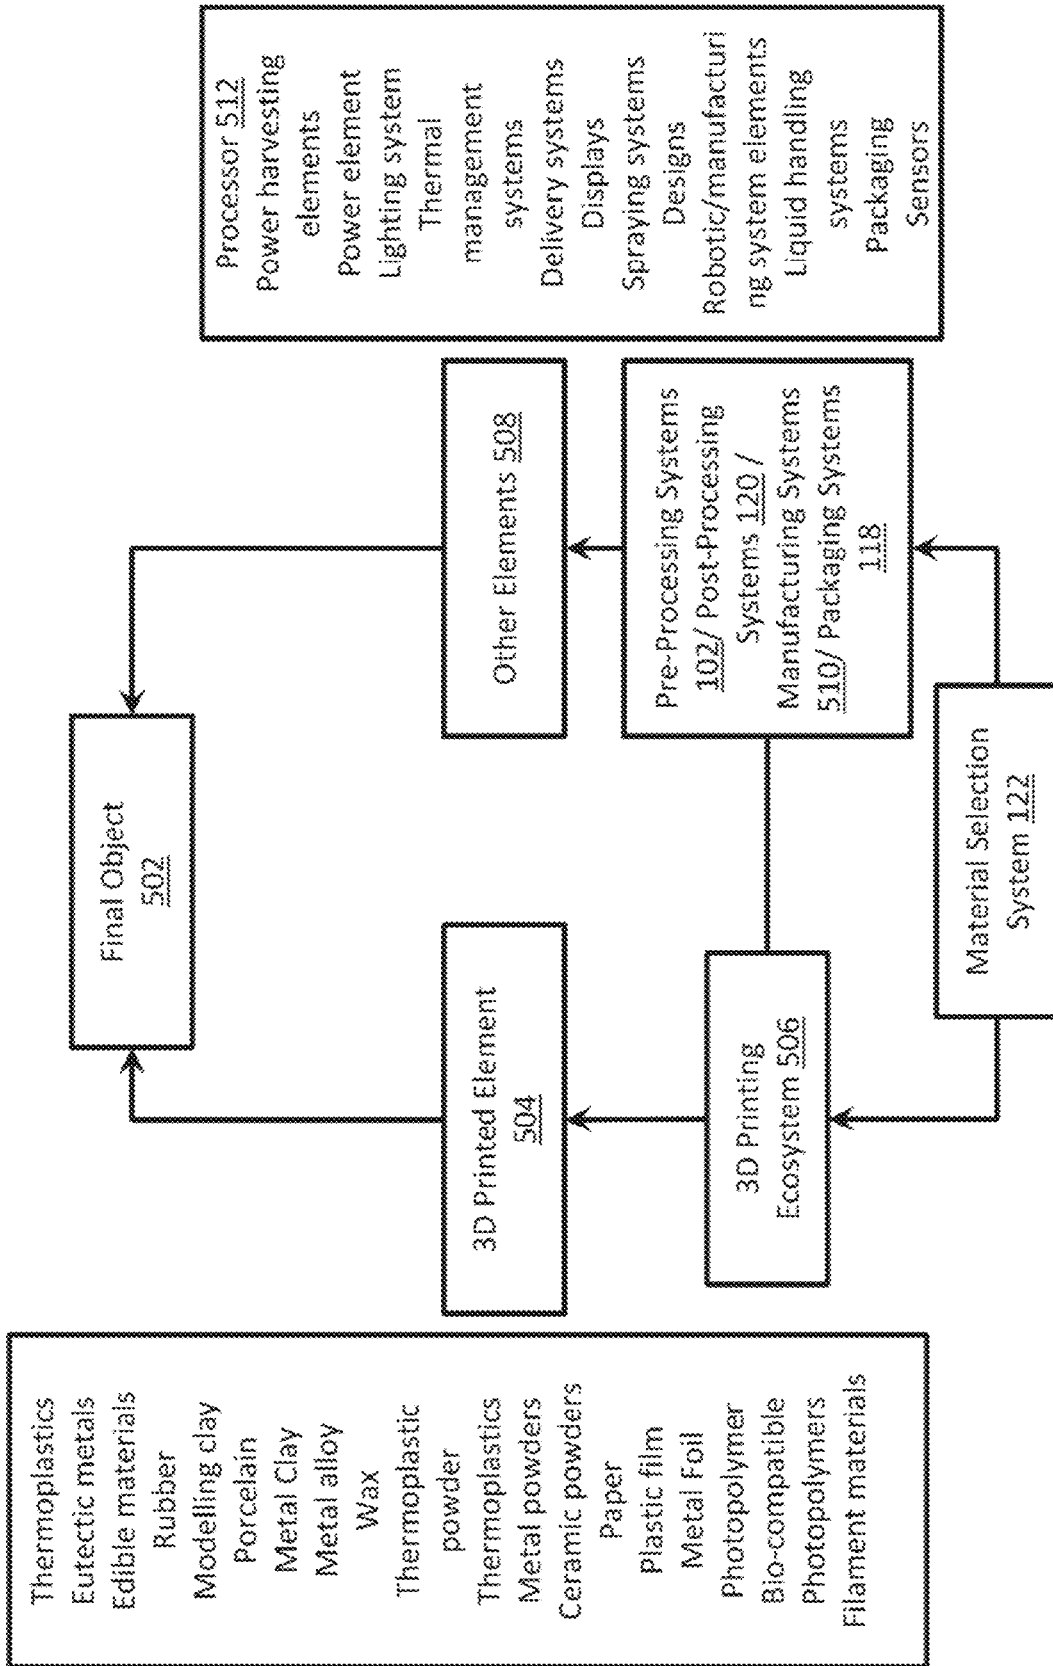 Thermoplastics
Eutectic metals
Edible materials
Rubber
Modelling clay
Porcelain
Metal Clay
Metal alloy
Wax
Thermoplastic
powder
Thermoplastics
Metal powders
Ceramic powders
Paper
Plastic film
Metal Foil
Photopolymer
Bio-compatible
Photopolymers
Filament materials
Final Object
502
3D Printed Element
504
3D Printing
Ecosystem 506
Material Selection
System 122
Other Elements 508
Pre-Processing Systems
102/ Post-Processing
Systems 120 /
Manufacturing Systems
510/ Packaging Systems
118
Processor 512
Power harvesting
elements
Power element
Lighting system
Thermal
management
systems
Delivery systems
Displays
Spraying systems
Designs
Robotic/manufacturi
ng system elements
Liquid handling
systems
Packaging
Sensors